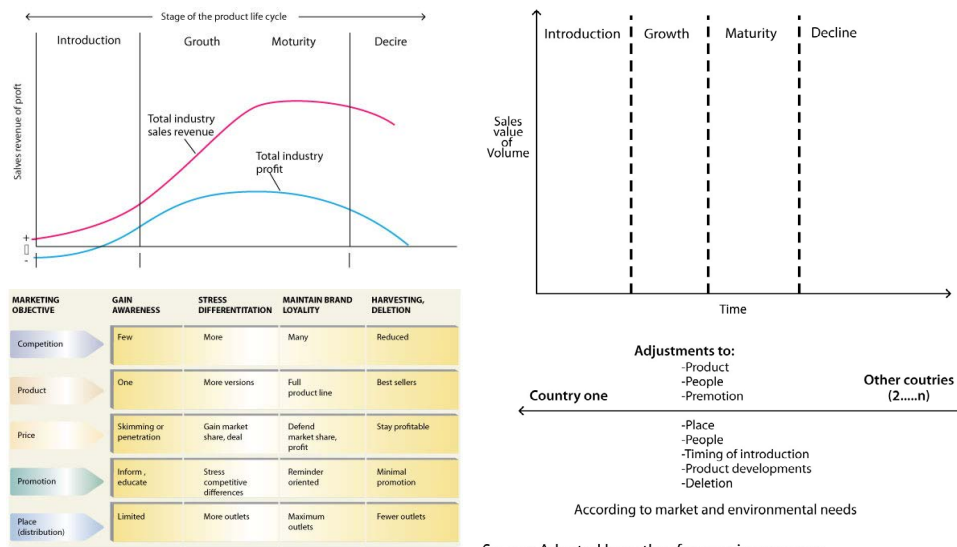 Stage of the product life cycle
Introduction
Grouth
Moturity
Decire
Salves revenue of proft
Total industry
sales revenue
Total industry
profit
+
-
MARKETING
OBJECTIVE
GAIN
AWARENESS
STRESS
DIFFERENTITATION
MAINTAIN BRAND
LOYALITY
HARVESTING,
DELETION
Competition
Few
More
Many
Reduced
Product
One
More versions
Full
product line
Best sellers
Price
Skimming or
penetration
Gain market
share, deal
Defend
market share,
profit
Stay profitable
Promotion
Inform ,
educate
Stress
competitive
differences
Reminder
oriented
Minimal
promotion
Place
(distribution)
Limited
More outlets
Maximum
outlets
Fewer outlets
Introduction
Growth
Maturity
Decline
Sales
value
of
Volume
Time
Adjustments to:
-Product
-People
-Premotion
Country one
Other coutries
(2.....n)
-Place
-People
-Timing of introduction
-Product developments
-Deletion
According to market and environmental needs